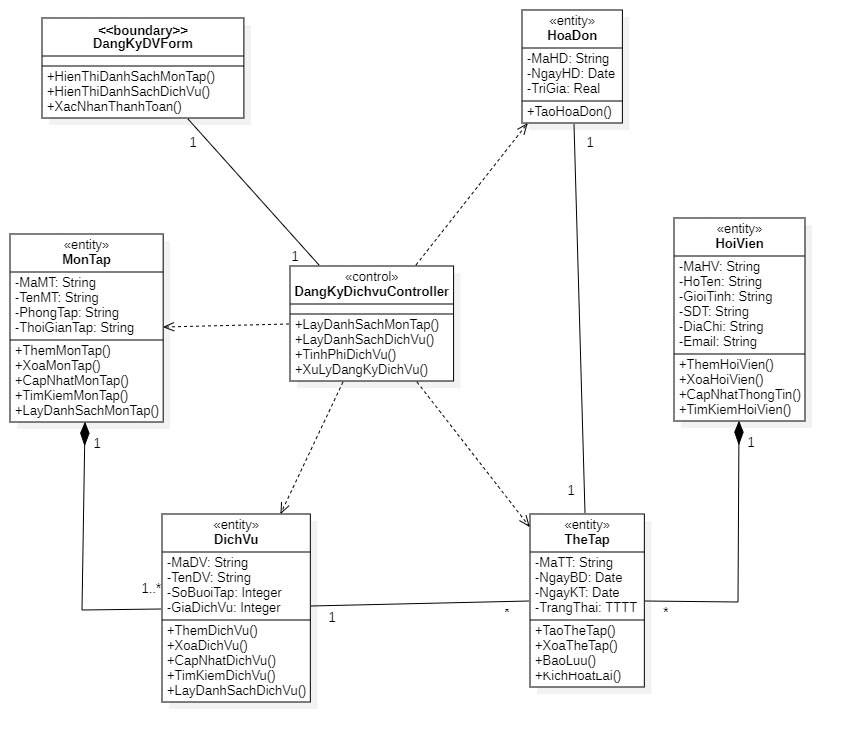 <<boundary>>
DangKyDVForm
+HienThiDanhSachMonTap()
+HienThiDanhSachDichVu()
+XacNhanThanhToan()
1
«entity»
HoaDon
-MaHD: String
-NgayHD: Date
-TriGia: Real
+TaoHoaDon()
1
«entity»
MonTap
-MaMT: String
-TenMT: String
-PhongTap: String
-ThoiGianTap: String
+ThemMonTap()
+XoaMonTap()
+CapNhatMonTap()
+TimKiemMonTap()
+LayDanhSachMonTap()
1
1
«control»
DangKyDichvuController
+LayDanhSachMonTap()
+LayDanhSachDichVu()
+TinhPhiDichVu()
+XuLyDangKyDichVu()
«entity»
HoiVien
-MaHV: String
-HoTen: String
-GioiTinh: String
-SDT: String
-DiaChi: String
-Email: String
+ThemHoiVien()
+XoaHoiVien()
+CapNhatThongTin()
+TimKiemHoiVien()
1
1..*
«entity»
DichVu
-MaDV: String
-TenDV: String
-SoBuoiTap: Integer
-GiaDichVu: Integer
+ThemDichVu()
+XoaDichVu()
+CapNhatDichVu()
+TimKiemDichVu()
+LayDanhSachDichVu()
1
*
1
«entity»
TheTap
-MaTT: String
-NgayBD: Date
-NgayKT: Date
-TrangThai: TTTT
+TaoTheTap()
+XoaTheTap()
+BaoLuu()
+KichHoatLai()
*